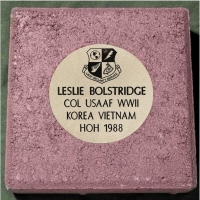 LESLIE BOLSTRIDGE
COL USAAF WWII
KOREA VIETNAM
HOH 1988